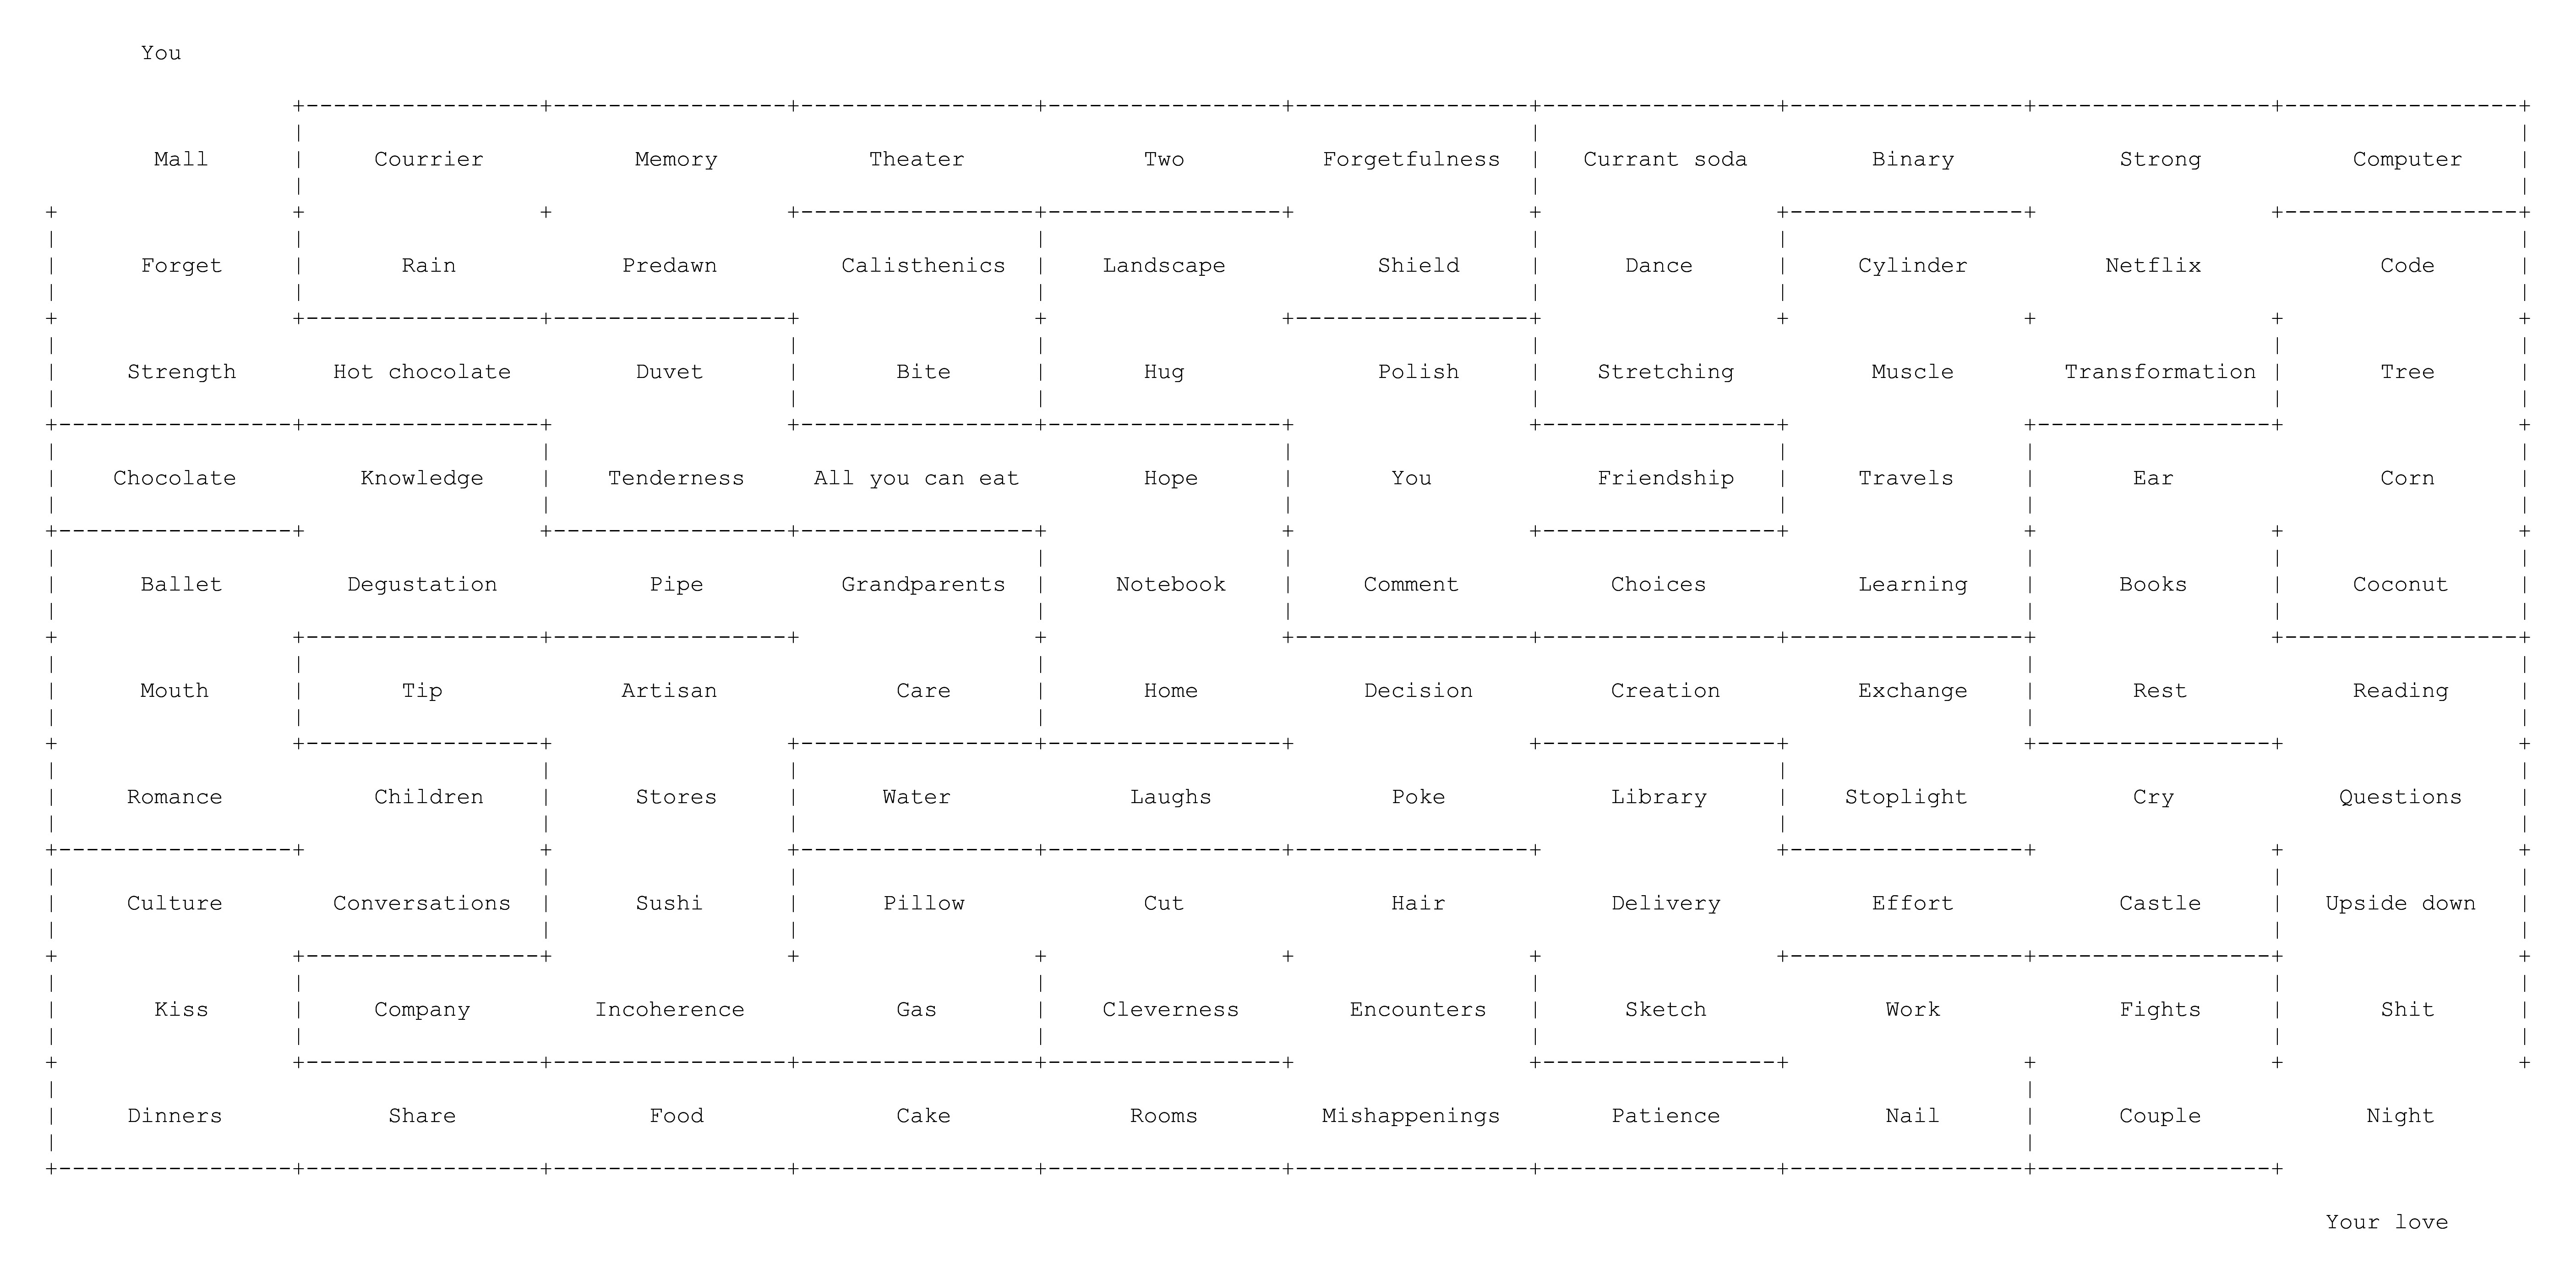 You
Mall Courrier Memory Theater Two Forgetfulness Currant soda Binary Strong Computer
Forget Rain Predawn Calisthenics Landscape Shield Dance Cylinder Netflix Code
Strength Hot chocolate Duvet Bite Hug Polish Stretching Muscle Transformation Tree
Chocolate Knowledge Tenderness All you can eat Hope You Friendship Travels Ear Corn
Ballet Degustation Pipe Grandparents Notebook Comment Choices Learning Books Coconut
Mouth Tip Artisan Care Home Decision Creation Exchange Rest Reading
Romance Children Stores Water Laughs Poke Library Stoplight Cry Questions
Culture Conversations Sushi Pillow Cut Hair Delivery Effort Castle Upside down
Kiss Company Incoherence Gas Cleverness Encounters Sketch Work Fights Shit
Dinners Share Food Cake Rooms Mishappenings Patience Nail Couple Night
Your love